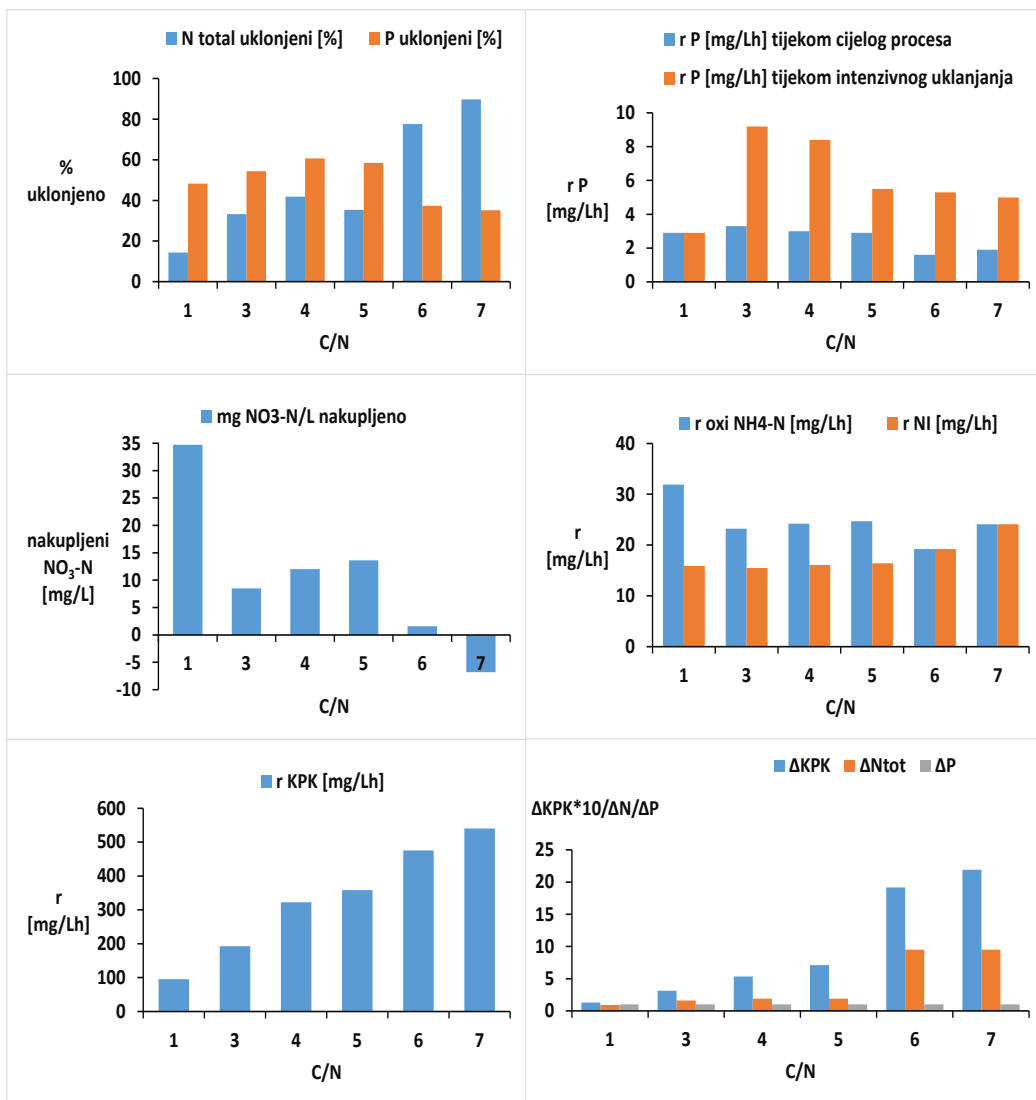 N total uklonjeni [%] P uklonjeni [%]
100
80
60
40
20
0
%
uklonjeno
1 3 4 5 6 7
C/N
r P [mg/Lh] tijekom cijelog procesa
r P [mg/Lh] tijekom intenzivnog uklanjanja
10
8
6
4
2
0
r P
[mg/Lh]
1 3 4 5 6 7
C/N
mg NO3-N/L nakupljeno
35
30
25
20
15
10
5
0
-5
-10
nakupljeni
NO₃-N
[mg/L]
1 3 4 5 6 7
C/N
r oxi NH4-N [mg/Lh] r NI [mg/Lh]
40
30
20
10
0
r
[mg/Lh]
1 3 4 5 6 7
C/N
r KPK [mg/Lh]
600
500
400
300
200
100
0
r
[mg/Lh]
1 3 4 5 6 7
C/N
ΔKPK ΔNtot ΔP
ΔKPK*10/ΔN/ΔP
25
20
15
10
5
0
1 3 4 5 6 7
C/N